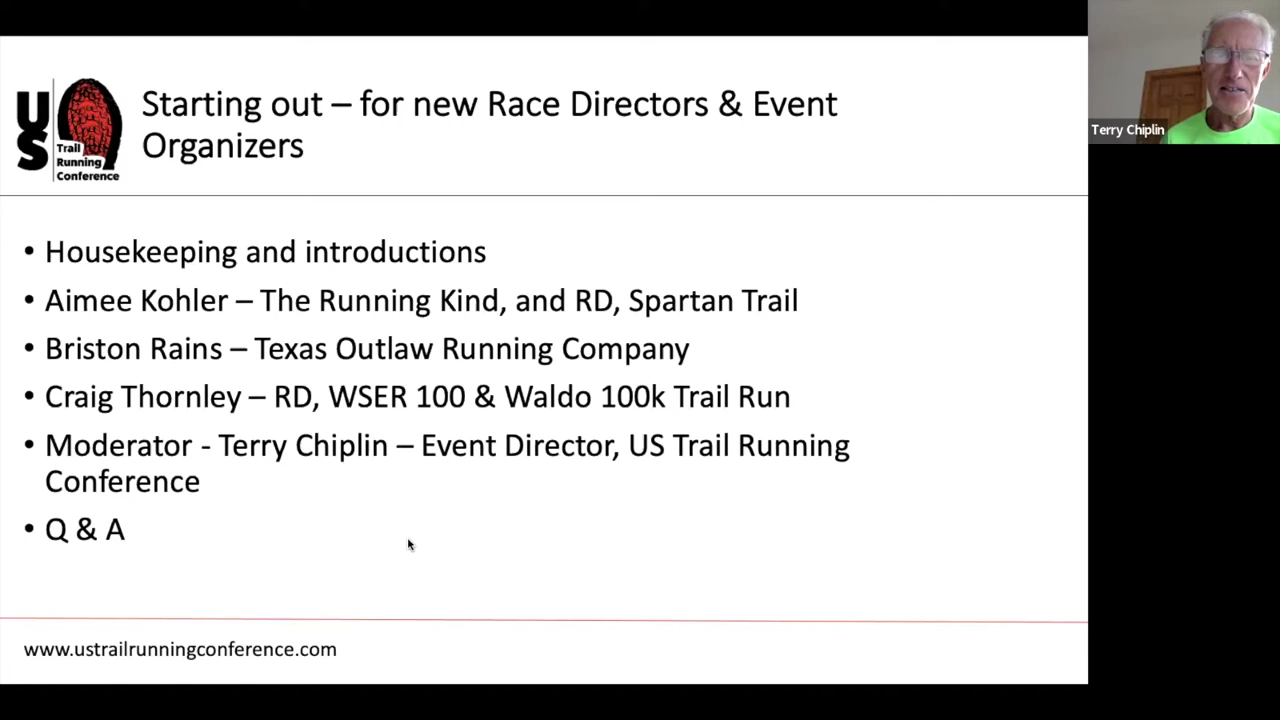 US
Trail
Running
Conference
Starting out – for new Race Directors & Event
Organizers
• Housekeeping and introductions
• Aimee Kohler – The Running Kind, and RD, Spartan Trail
• Briston Rains – Texas Outlaw Running Company
• Craig Thornley – RD, WSER 100 & Waldo 100k Trail Run
• Moderator - Terry Chiplin – Event Director, US Trail Running
Conference
• Q & A
www.ustrailrunningconference.com
Terry Chiplin